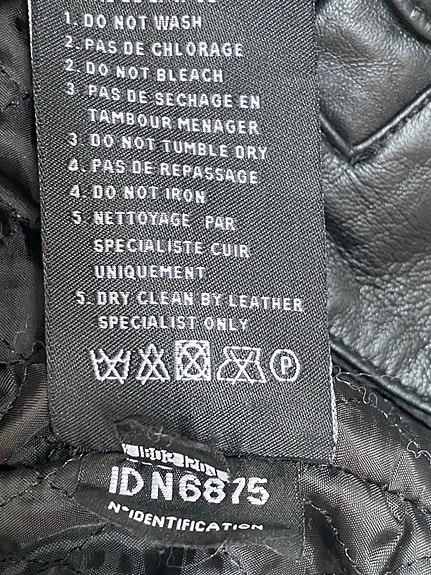 1. DO NOT WASH
2. PAS DE CHLORAGE
2. DO NOT BLEACH
3 PAS DE SECHAGE EN
TAMBOUR MENAGER
3. DO NOT TUMBLE DRY
4. PAS DE REPASSAGE
4. DO NOT IRON
5. NETTOYAGE PAR
SPECIALISTE CUIR
UNIQUEMENT
5. DRY CLEAN BY LEATHER
SPECIALIST ONLY
P
ID N6875
N°IDENTIFICATION